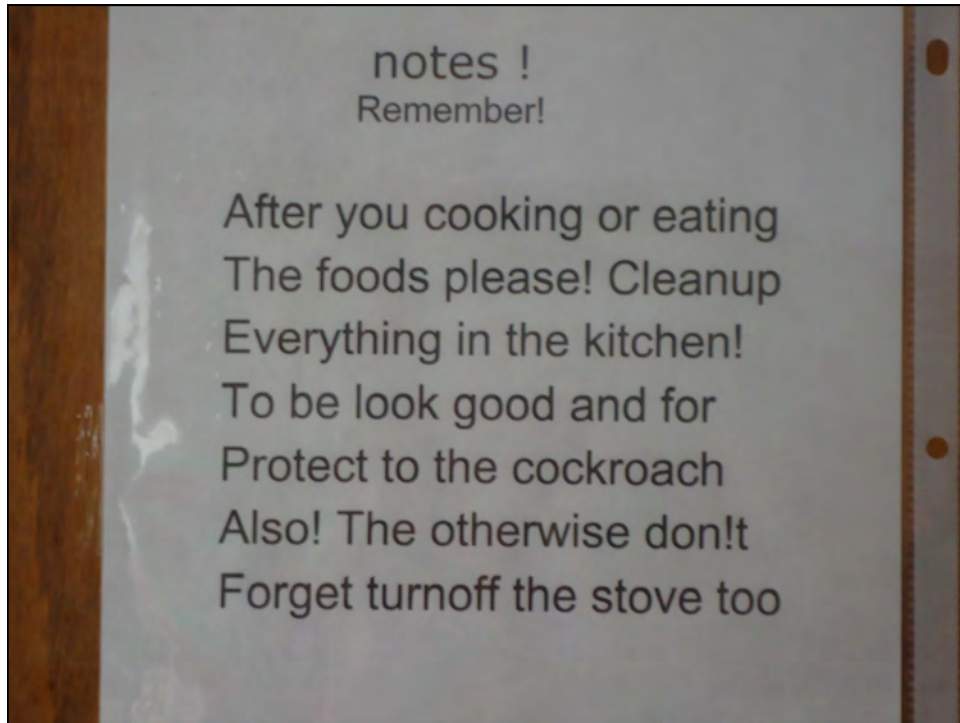 notes !
Remember!
After you cooking or eating
The foods please! Cleanup
Everything in the kitchen!
To be look good and for
Protect to the cockroach
Also! The otherwise don!t
Forget turnoff the stove too